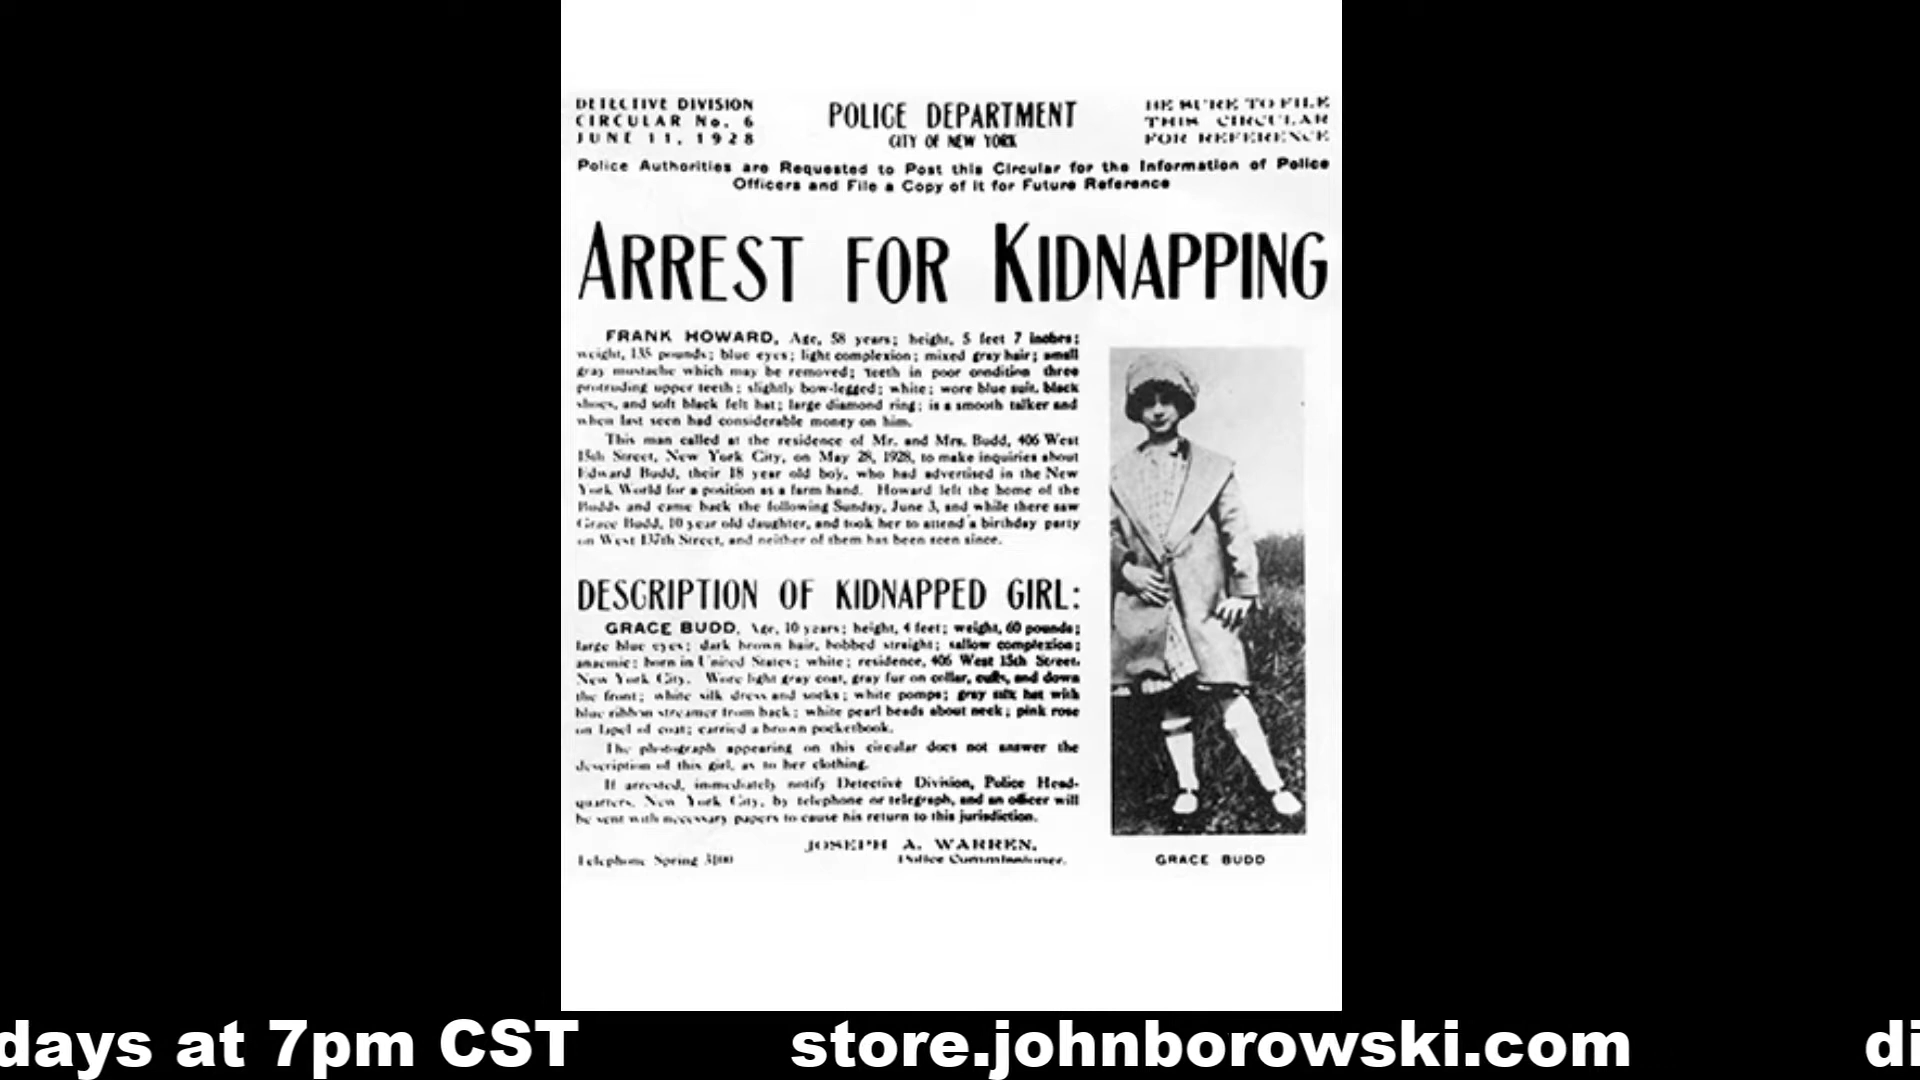 DETECTIVE DIVISION
CIRCULAR No. 6
JUNE 11, 1928
POLICE DEPARTMENT
CITY OF NEW YORK
BE SURE TO FILE
THIS CIRCULAR
FOR REFERENCE
Police Authorities are Requested to Post this Circular for the Information of Police
Officers and File a Copy of It for Future Reference
ARREST FOR KIDNAPPING
FRANK HOWARD, Age, 58 years; height, 5 feet 7 inches;
weight, 135 pounds; blue eyes; light complexion; mixed gray hair; small
gray mustache which may be removed; teeth in poor condition three
protruding upper teeth; slightly bow-legged; white; wore blue suit, black
shoes, and soft black felt hat; large diamond ring; is a smooth talker and
when last seen had considerable money on him.
This man called at the residence of Mr. and Mrs. Budd, 406 West
15th Street, New York City, on May 28, 1928, to make inquiries about
Edward Budd, their 18 year old boy, who had advertised in the New
York World for a position as a farm hand. Howard left the home of the
Budds and came back the following Sunday, June 3, and while there saw
Grace Budd, 10 year old daughter, and took her to attend a birthday party
on West 137th Street, and neither of them has been seen since.
DESCRIPTION OF KIDNAPPED GIRL:
GRACE BUDD, Age, 10 years; height, 4 feet; weight, 60 pounds;
large blue eyes; dark brown hair, bobbed straight; sallow complexion;
anaemic; born in United States; white; residence, 406 West 15th Street,
New York City. Wore light gray coat, gray fur on collar, cuffs, and down
the front; white silk dress and socks; white pomps; gray silk hat with
blue ribbon streamer from back; white pearl beads about neck; pink rose
on lapel of coat; carried a brown pocketbook.
The photograph appearing on this circular does not answer the
description of this girl, as to her clothing.
If arrested, immediately notify Detective Division, Police Head-
quarters, New York City, by telephone or telegraph, and an officer will
be sent with necessary papers to cause his return to this jurisdiction.
JOSEPH A. WARREN,
Police Commissioner.
Telephone Spring 3100
GRACE BUDD
days at 7pm CST
store.johnborowski.com
di